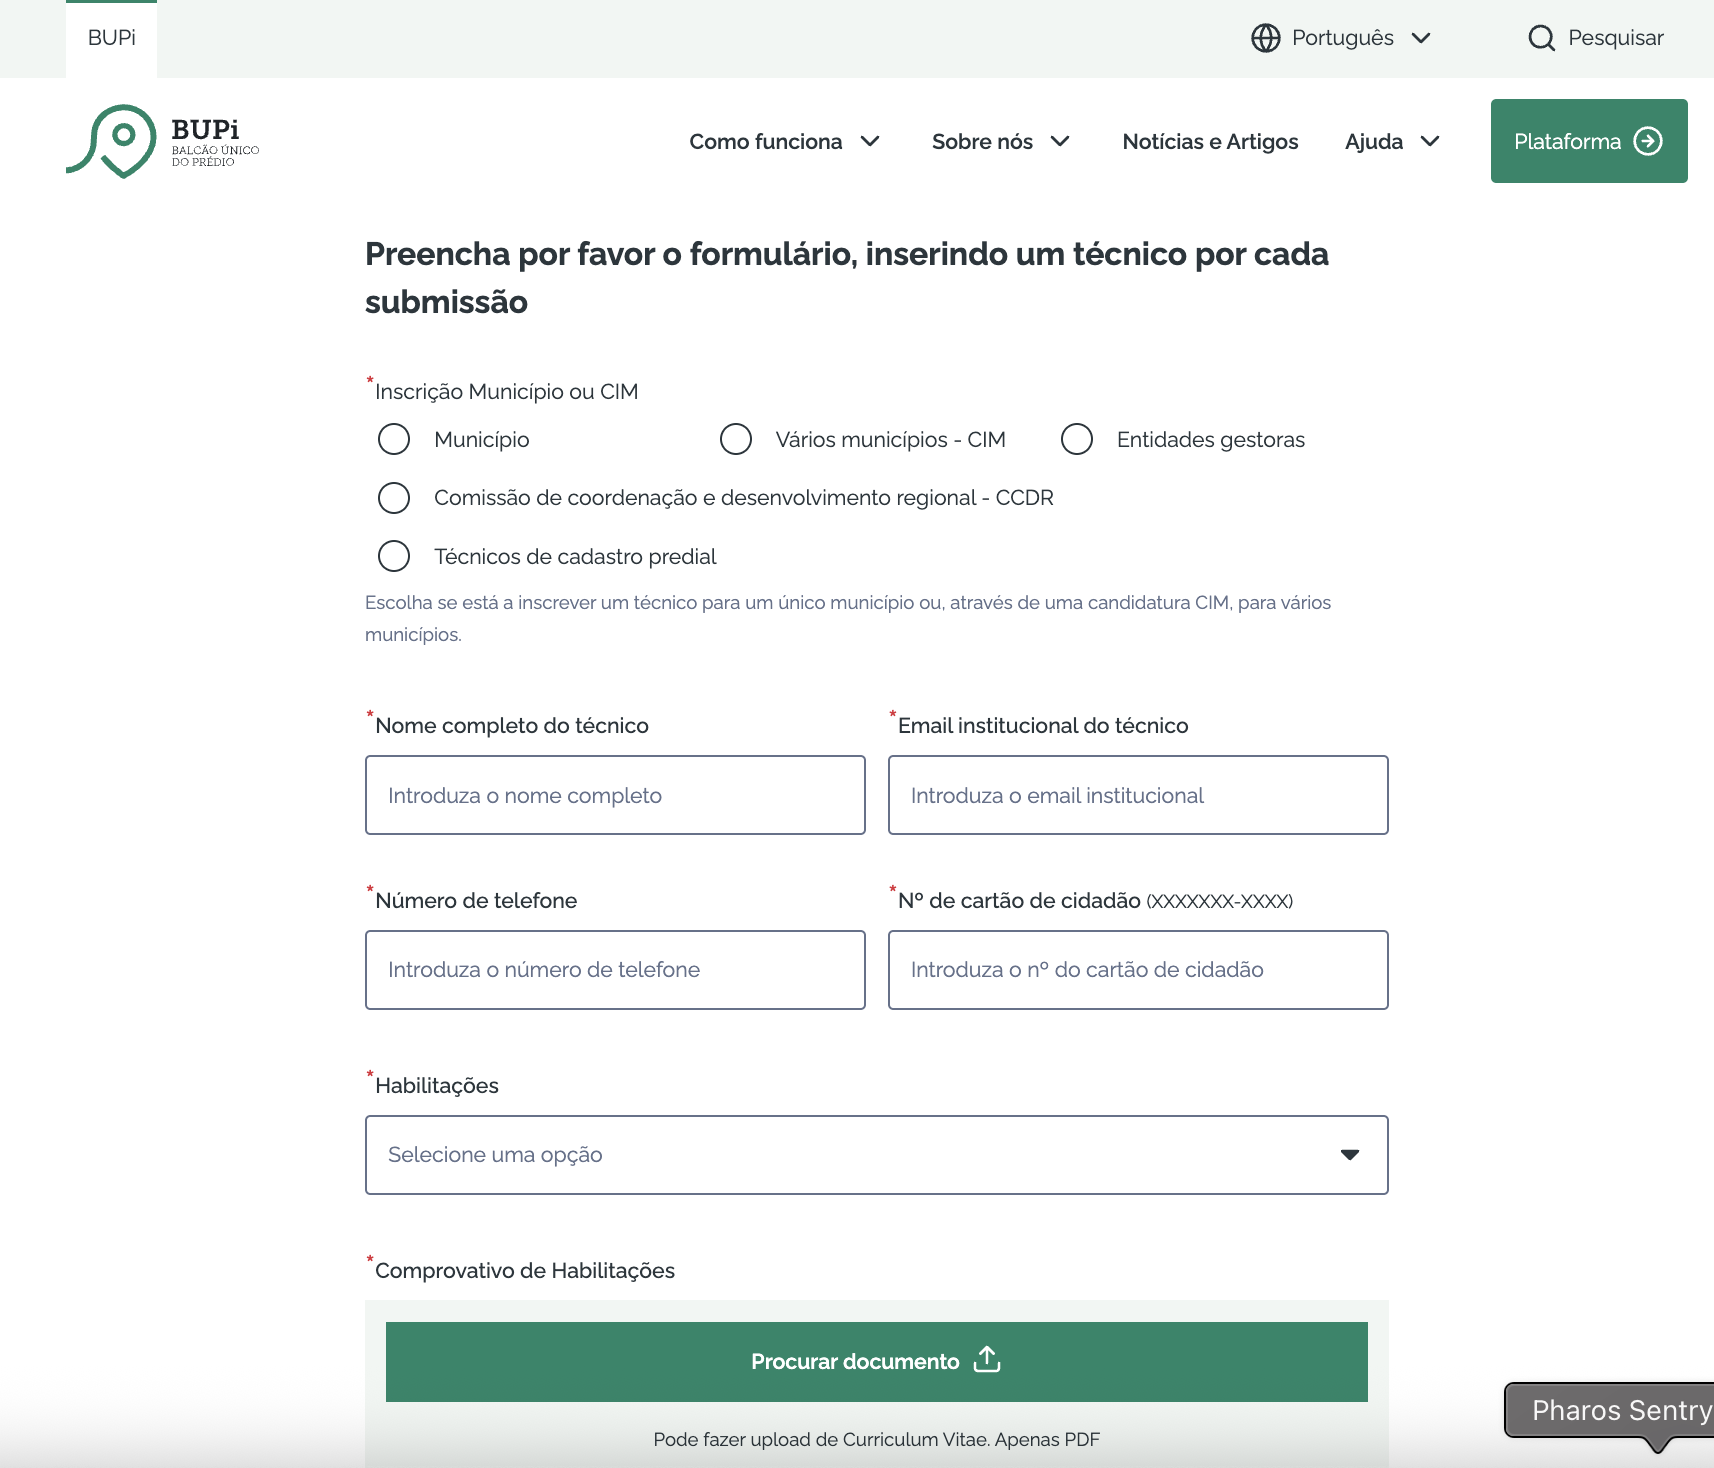 BUPi
Português
Pesquisar
BUPi
BALCÃO ÚNICO
DO PRÉDIO
Como funciona
Sobre nós
Notícias e Artigos
Ajuda
Plataforma
Preencha por favor o formulário, inserindo um técnico por cada
submissão
*Inscrição Município ou CIM
Município
Vários municípios - CIM
Entidades gestoras
Comissão de coordenação e desenvolvimento regional - CCDR
Técnicos de cadastro predial
Escolha se está a inscrever um técnico para um único município ou, através de uma candidatura CIM, para vários
municípios.
*Nome completo do técnico
*Email institucional do técnico
Introduza o nome completo
Introduza o email institucional
*Número de telefone
*Nº de cartão de cidadão (XXXXXXX-XXXX)
Introduza o número de telefone
Introduza o nº do cartão de cidadão
*Habilitações
Selecione uma opção
*Comprovativo de Habilitações
Procurar documento
Pode fazer upload de Curriculum Vitae. Apenas PDF
Pharos Sentry